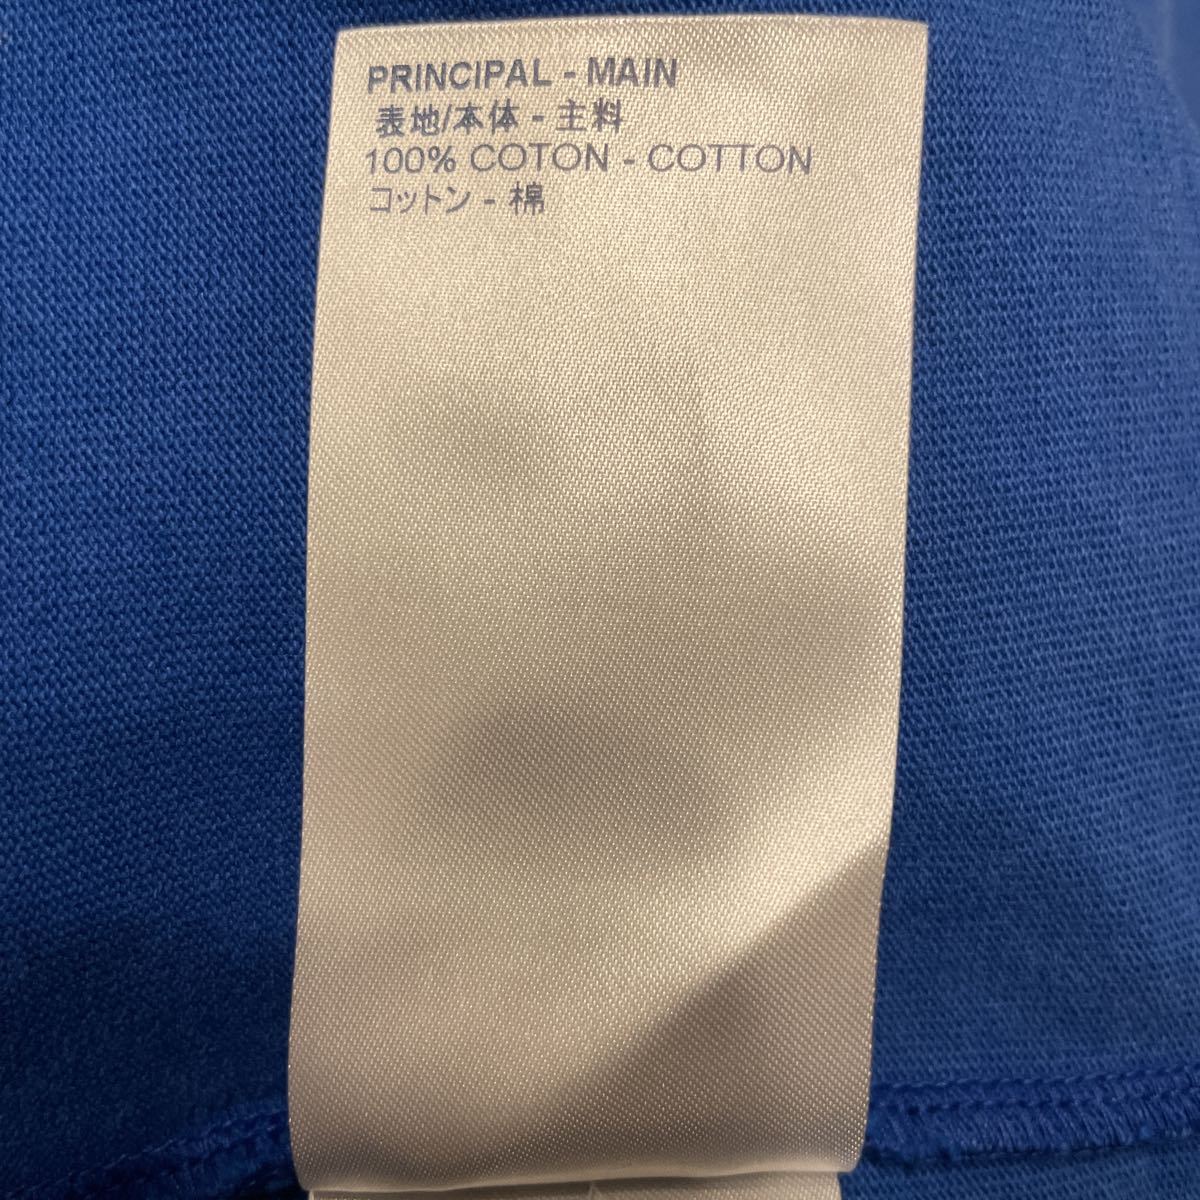 PRINCIPAL - MAIN
表地/本体 - 主料
100% COTON - COTTON
コットン - 棉